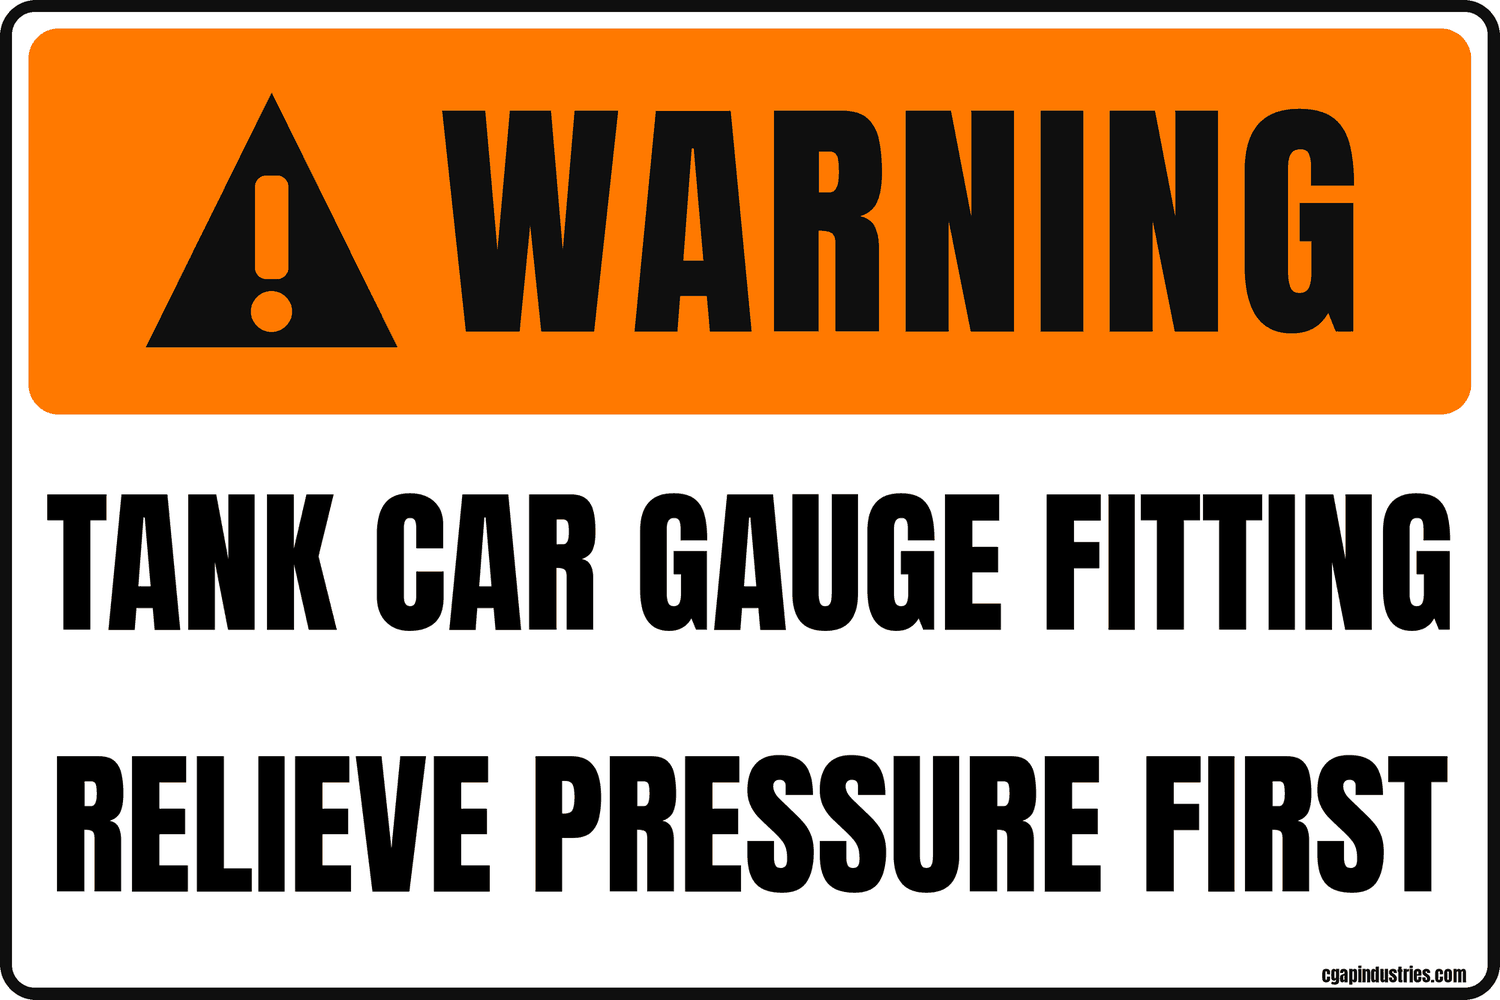 WARNING
TANK CAR GAUGE FITTING
RELIEVE PRESSURE FIRST
cgapindustries.com